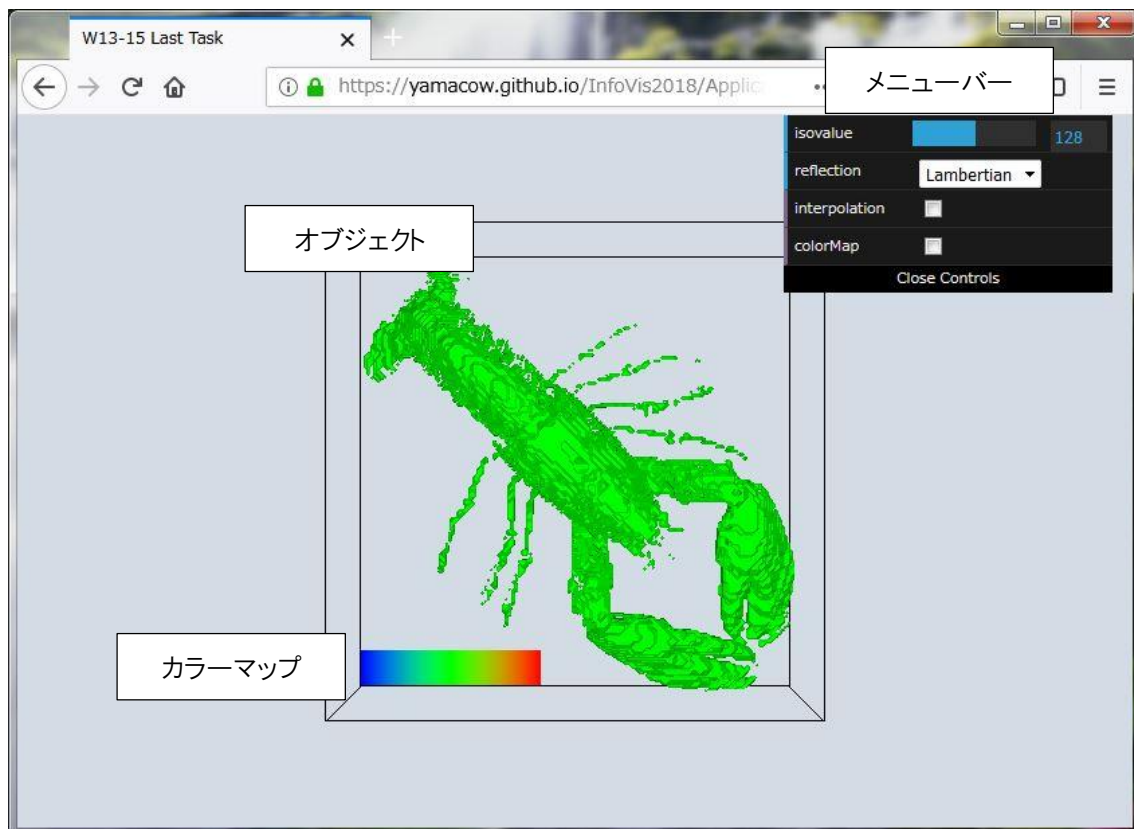 W13-15 Last Task
https://yamacow.github.io/InfoVis2018/Applic
メニューバー
isovalue 128
reflection Lambertian
interpolation
colorMap
Close Controls
オブジェクト
カラーマップ